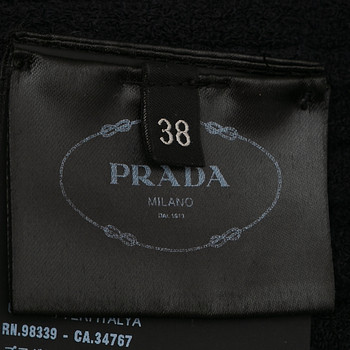 38
PRADA
MILANO
DAL 1913
RN.98339 - CA.34767